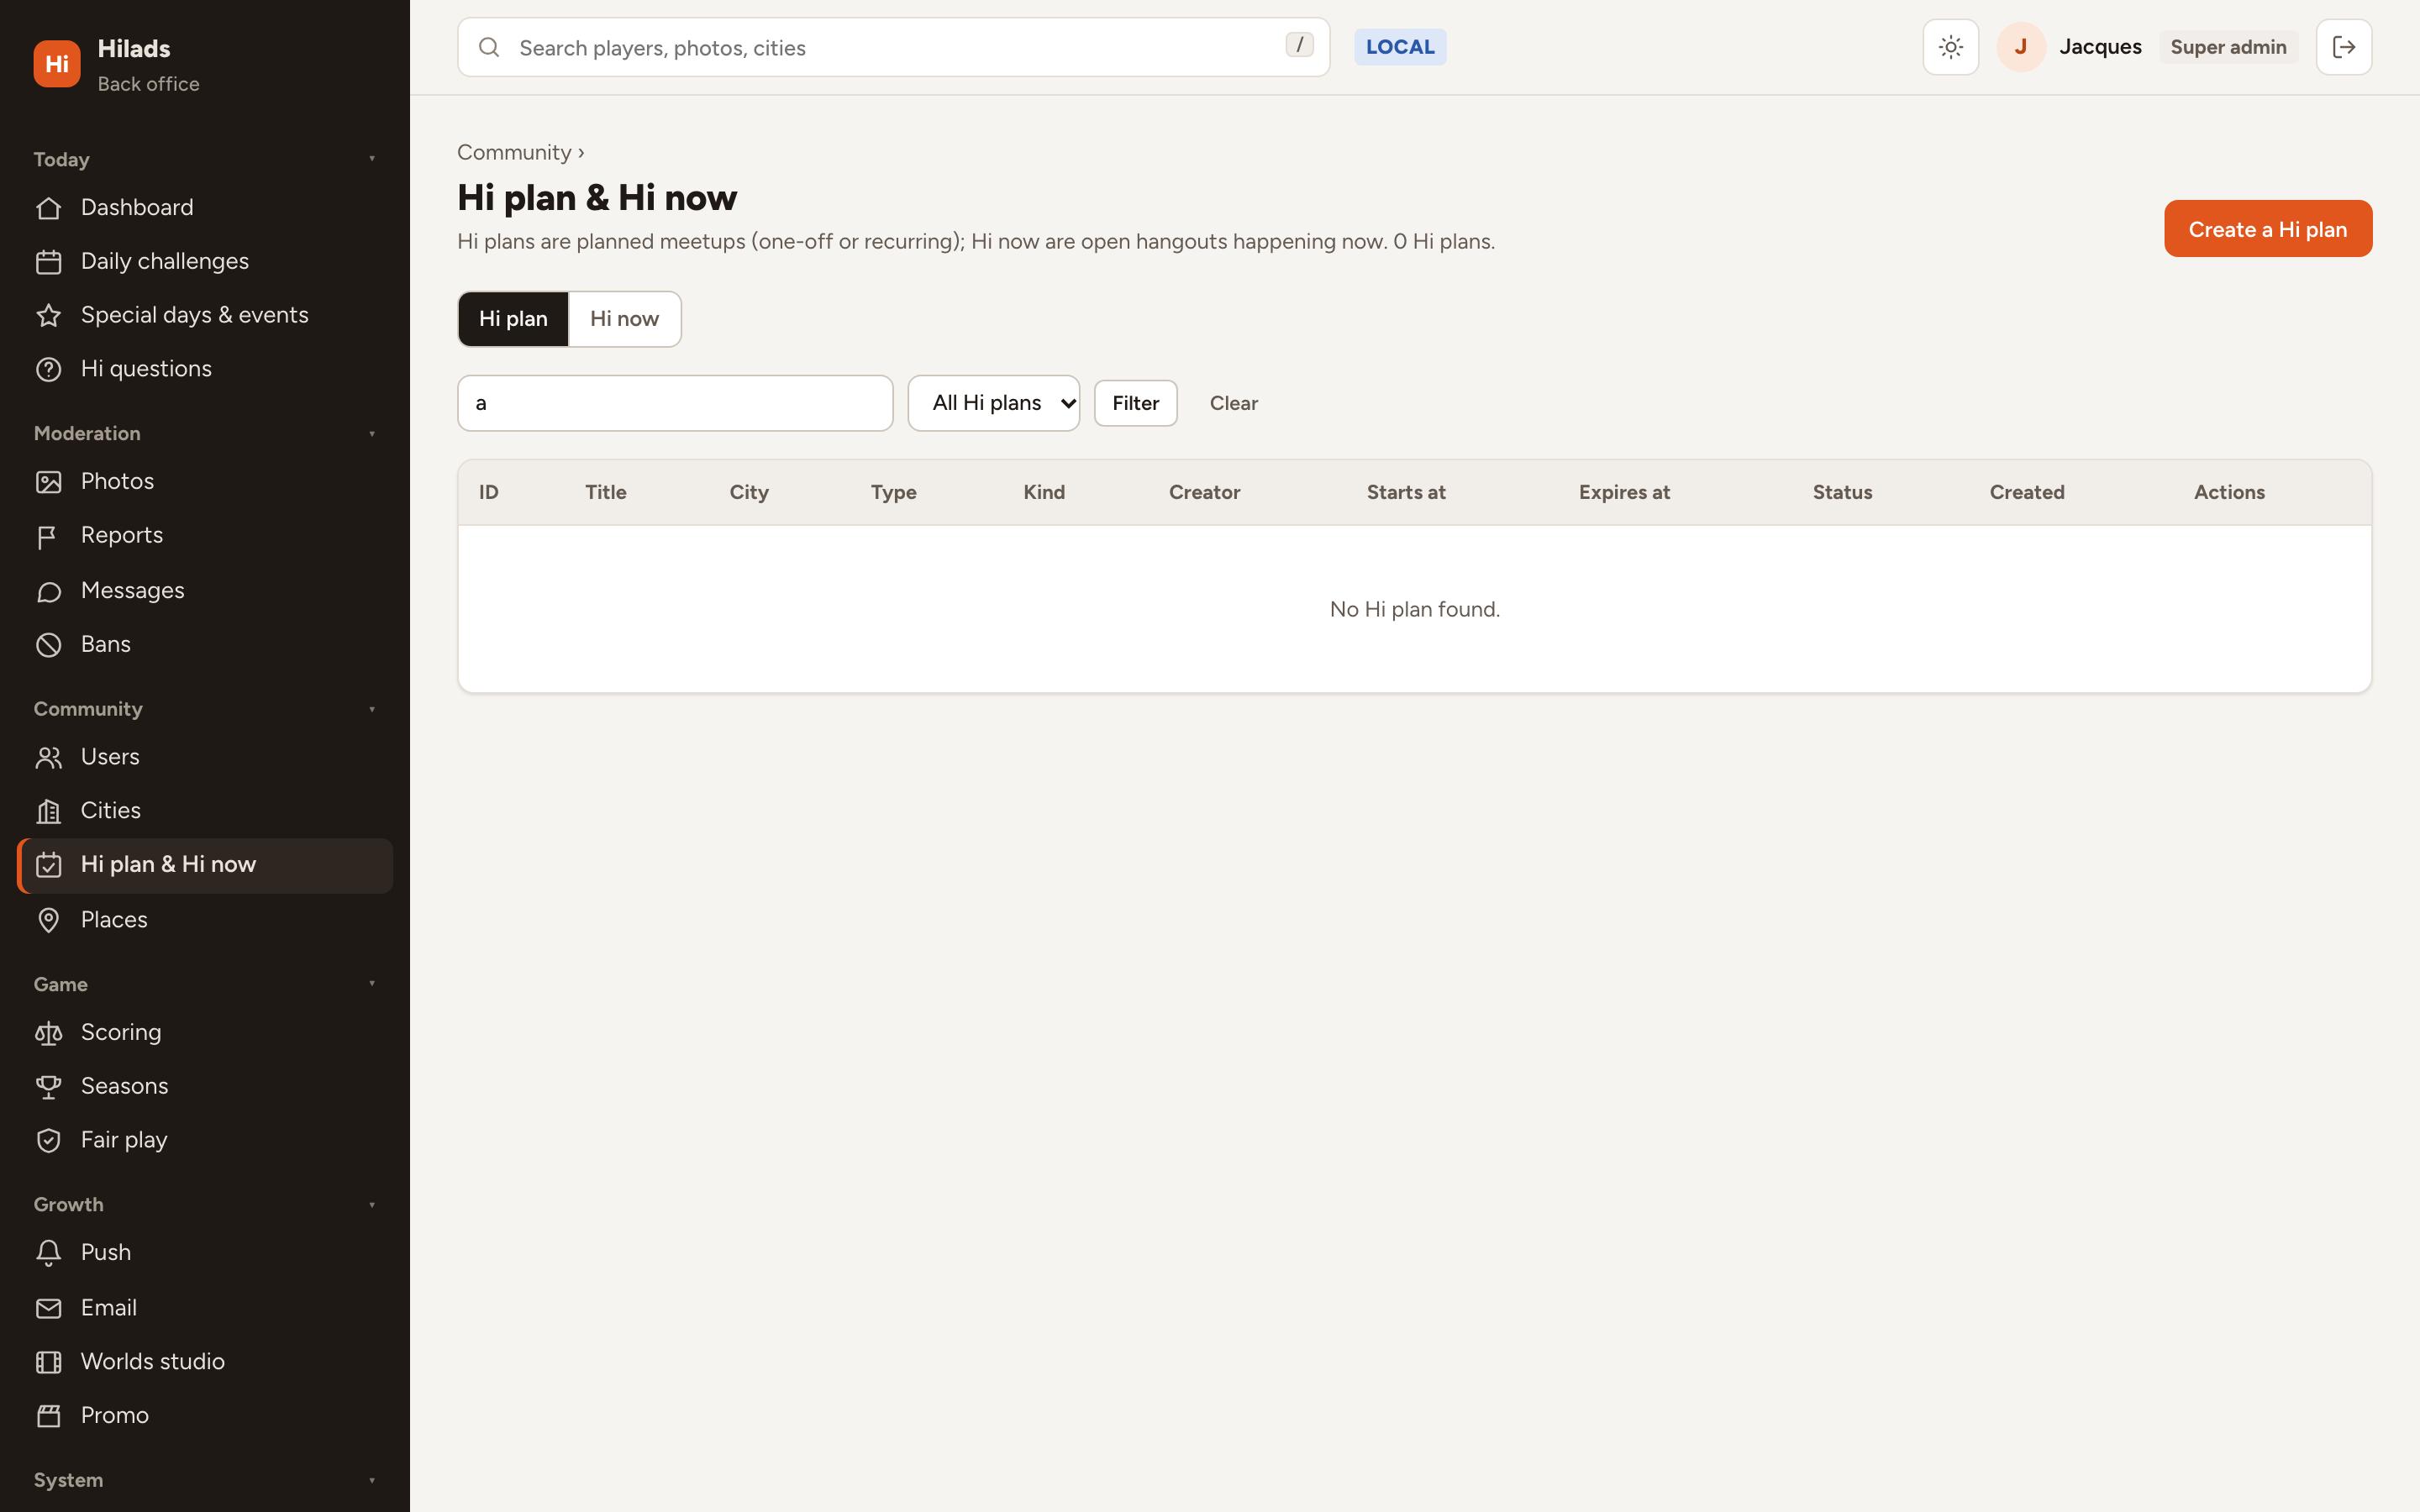 Hi
Hilads
Back office
Today
Dashboard
Daily challenges
Special days & events
Hi questions
Moderation
Photos
Reports
Messages
Bans
Community
Users
Cities
Hi plan & Hi now
Places
Game
Scoring
Seasons
Fair play
Growth
Push
Email
Worlds studio
Promo
System
Search players, photos, cities /
LOCAL
J Jacques Super admin
Community ›
Hi plan & Hi now
Hi plans are planned meetups (one-off or recurring); Hi now are open hangouts happening now. 0 Hi plans.
Create a Hi plan
Hi plan Hi now
a All Hi plans Filter Clear
ID Title City Type Kind Creator Starts at Expires at Status Created Actions
No Hi plan found.